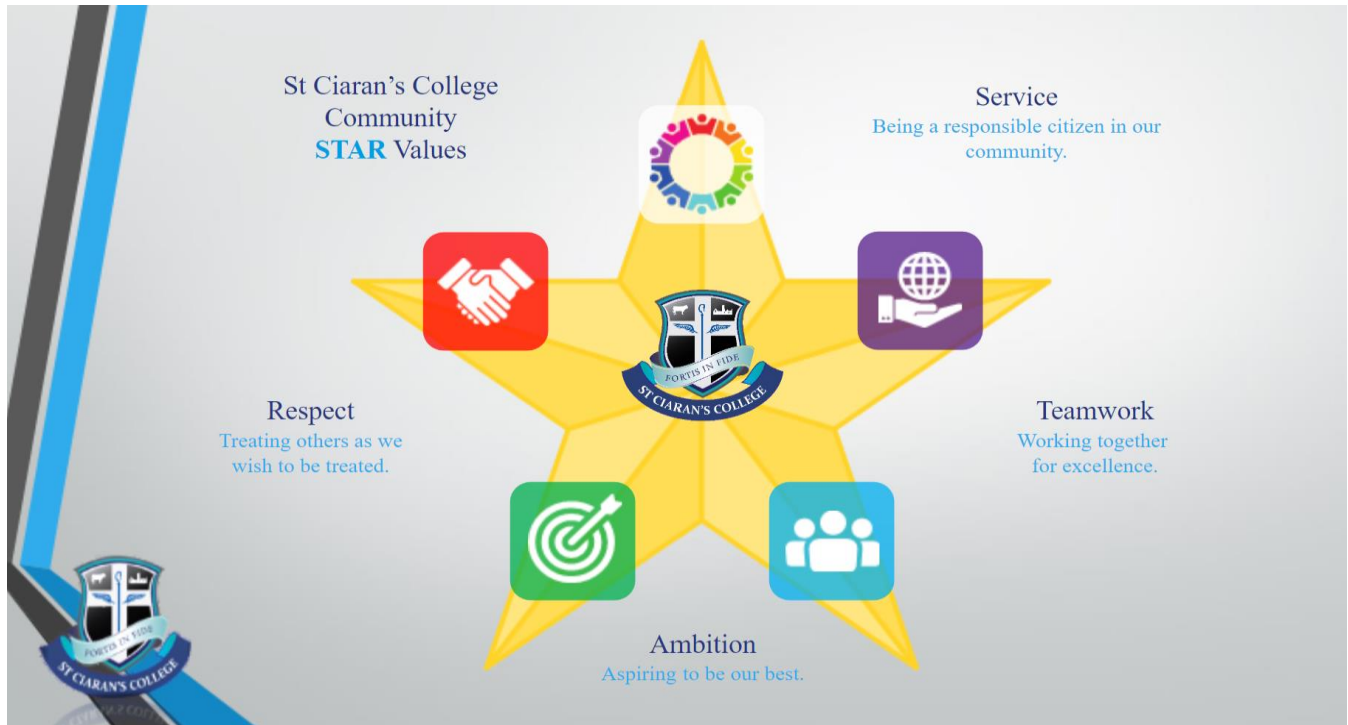 St Ciaran's College
Community
STAR Values
Service
Being a responsible citizen in our
community.
Respect
Treating others as we
wish to be treated.
FORTIS IN FIDE
ST CIARAN'S COLLEGE
Teamwork
Working together
for excellence.
Ambition
Aspiring to be our best.
FORTIS IN FIDE
ST CIARAN'S COLLEGE